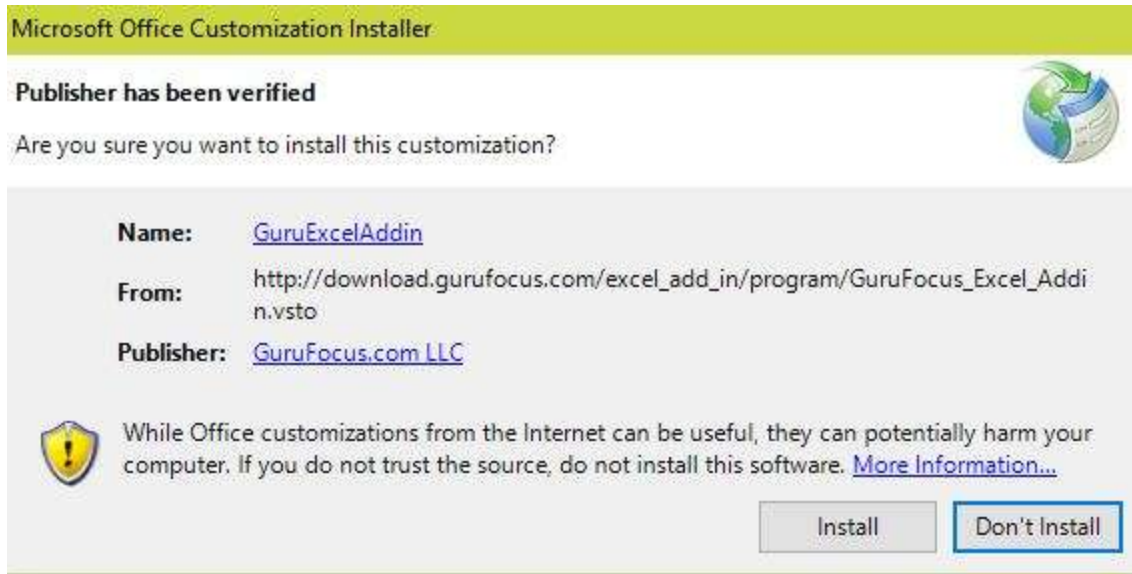 Microsoft Office Customization Installer
Publisher has been verified
Are you sure you want to install this customization?
Name: GuruExcelAddin
From: http://download.gurufocus.com/excel_add_in/program/GuruFocus_Excel_Addi
n.vsto
Publisher: GuruFocus.com LLC
While Office customizations from the Internet can be useful, they can potentially harm your
computer. If you do not trust the source, do not install this software. More Information...
Install Don't Install